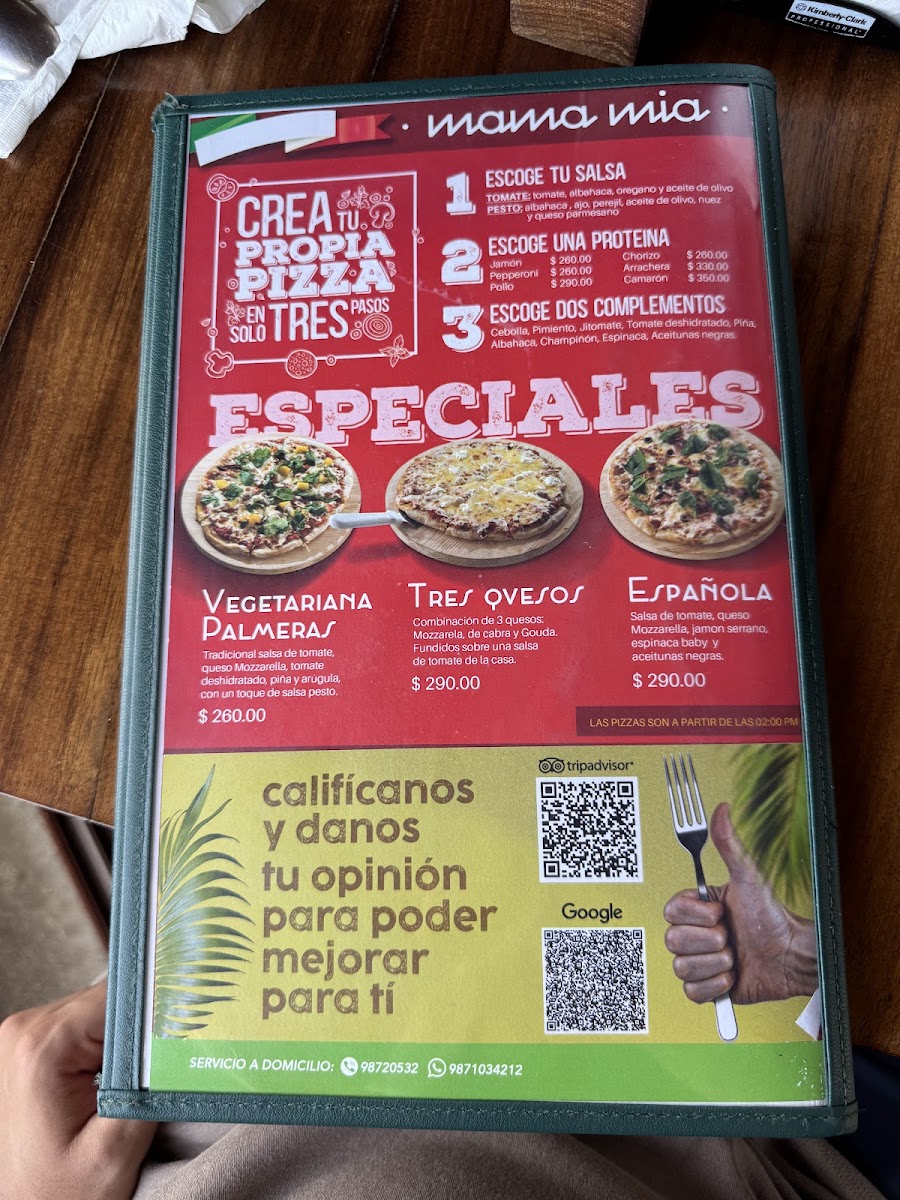 Kimberly-Clark
PROFESSIONAL*
· mama mia ·
CREA TU
PROPIA
PIZZA
EN SOLO TRES PASOS
1 ESCOGE TU SALSA
TOMATE: tomate, albahaca, oregano y aceite de olivo
PESTO: albahaca , ajo, perejil, aceite de olivo, nuez
y queso parmesano
2 ESCOGE UNA PROTEINA
Jamón $ 260.00 Chorizo $ 260.00
Pepperoni $ 260.00 Arrachera $ 330.00
Pollo $ 290.00 Camarón $ 350.00
3 ESCOGE DOS COMPLEMENTOS
Cebolla, Pimiento, Jitomate, Tomate deshidratado, Piña,
Albahaca, Champiñón, Espinaca, Aceitunas negras.
ESPECIALES
VEGETARIANA
PALMERAS
Tradicional salsa de tomate,
queso Mozzarella, tomate
deshidratado, piña y arúgula,
con un toque de salsa pesto.
$ 260.00
TRES QVESOS
Combinación de 3 quesos:
Mozzarela, de cabra y Gouda.
Fundidos sobre una salsa
de tomate de la casa.
$ 290.00
ESPAÑOLA
Salsa de tomate, queso
Mozzarella, jamon serrano,
espinaca baby y
aceitunas negras.
$ 290.00
LAS PIZZAS SON A PARTIR DE LAS 02:00 PM
califícanos
y danos
tu opinión
para poder
mejorar
para tí
tripadvisor®
Google
SERVICIO A DOMICILIO: 98720532 9871034212